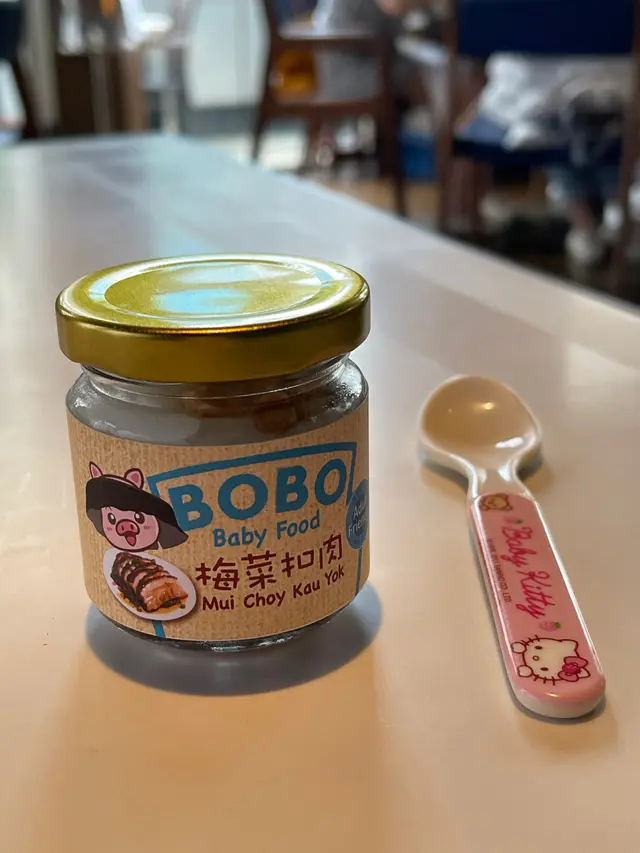 BOBO
Baby Food
梅菜扣肉
Mui Choy Kau Yok
Baby Kitty